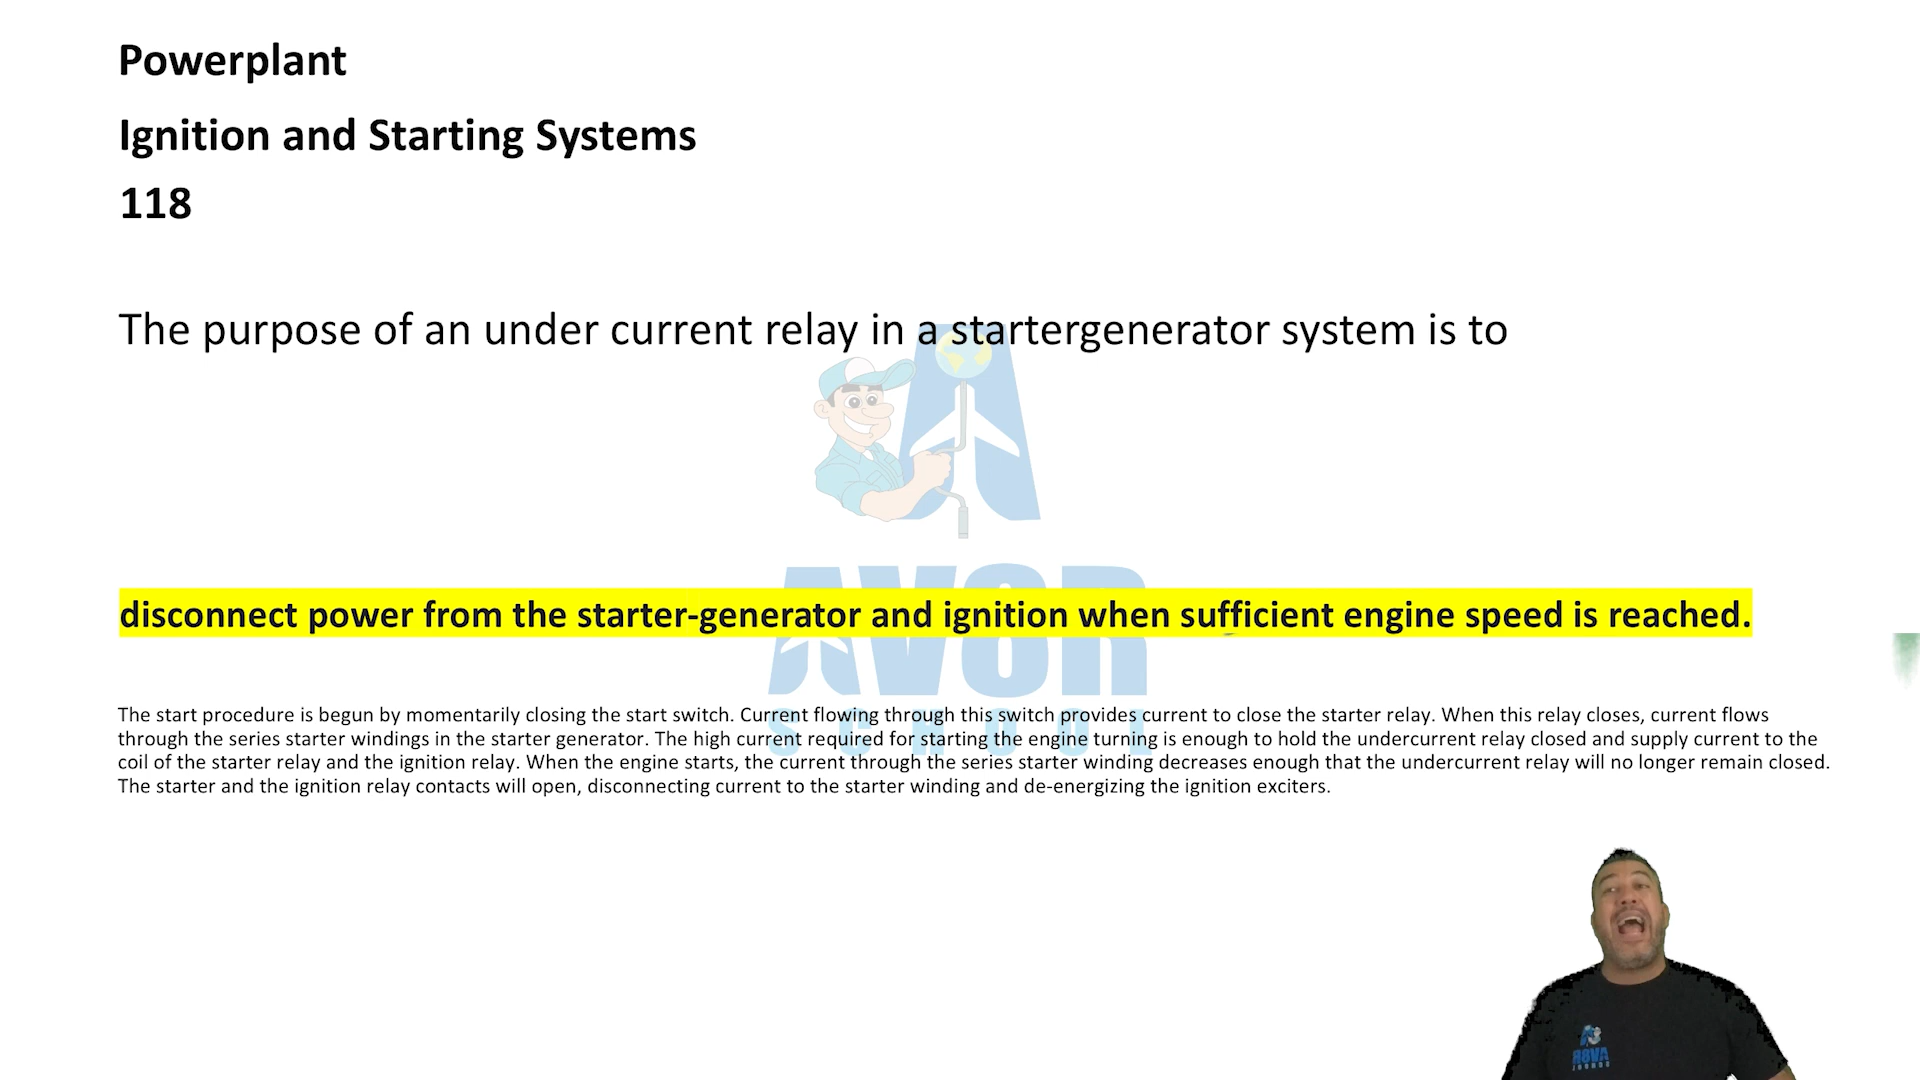 Powerplant
Ignition and Starting Systems
118
The purpose of an under current relay in a startergenerator system is to
disconnect power from the starter-generator and ignition when sufficient engine speed is reached.
AV8R
SCHOOL
The start procedure is begun by momentarily closing the start switch. Current flowing through this switch provides current to close the starter relay. When this relay closes, current flows
through the series starter windings in the starter generator. The high current required for starting the engine turning is enough to hold the undercurrent relay closed and supply current to the
coil of the starter relay and the ignition relay. When the engine starts, the current through the series starter winding decreases enough that the undercurrent relay will no longer remain closed.
The starter and the ignition relay contacts will open, disconnecting current to the starter winding and de-energizing the ignition exciters.